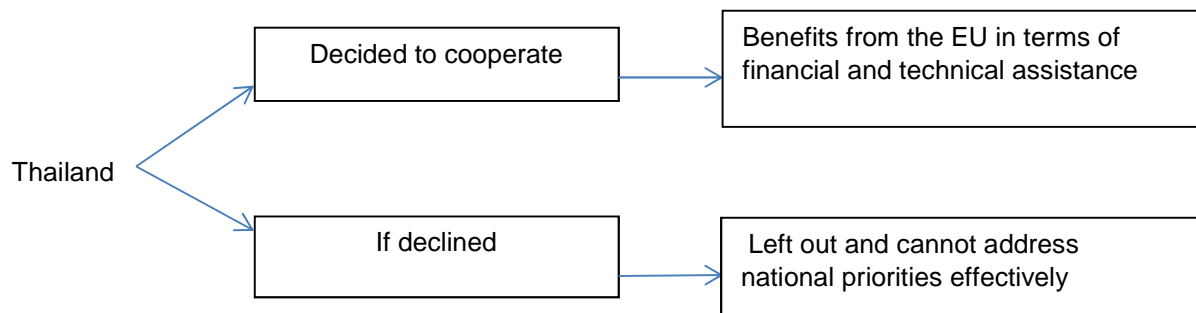 Decided to cooperate
Benefits from the EU in terms of
financial and technical assistance
Thailand
If declined
Left out and cannot address
national priorities effectively